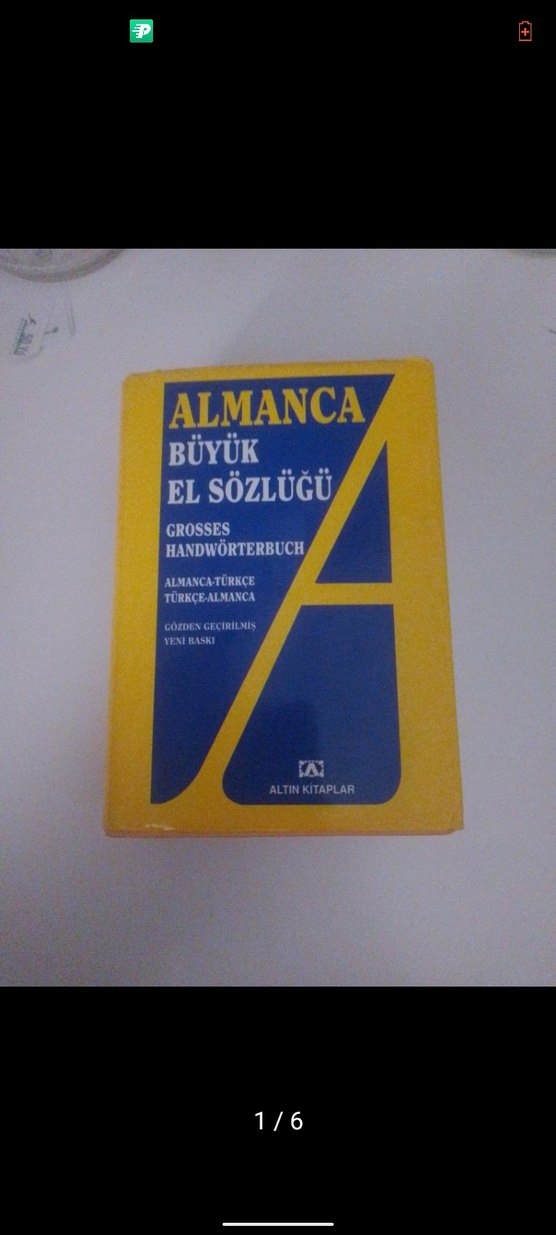 ALMANCA
BÜYÜK
EL SÖZLÜĞÜ
GROSSES
HANDWÖRTERBUCH
ALMANCA-TÜRKÇE
TÜRKÇE-ALMANCA
GÖZDEN GEÇİRİLMİŞ
YENİ BASKI
ALTIN KİTAPLAR
1 / 6